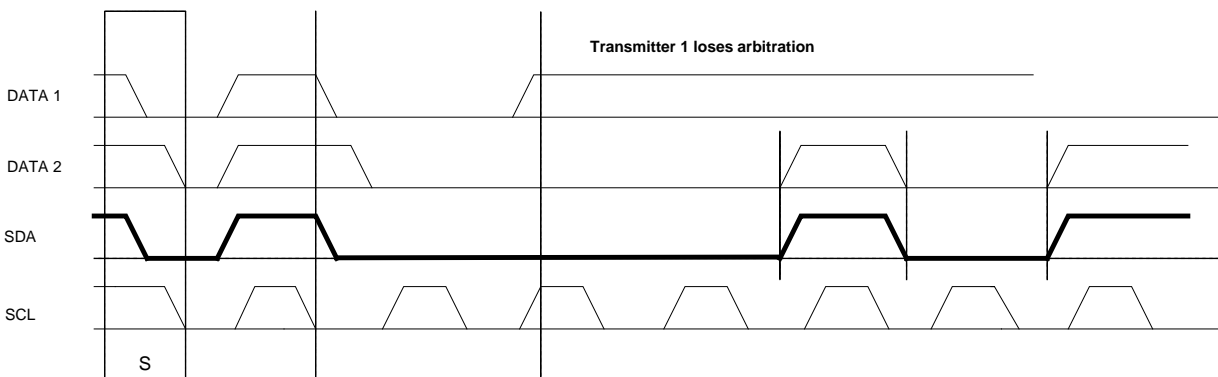 Transmitter 1 loses arbitration
DATA 1
DATA 2
SDA
SCL
S